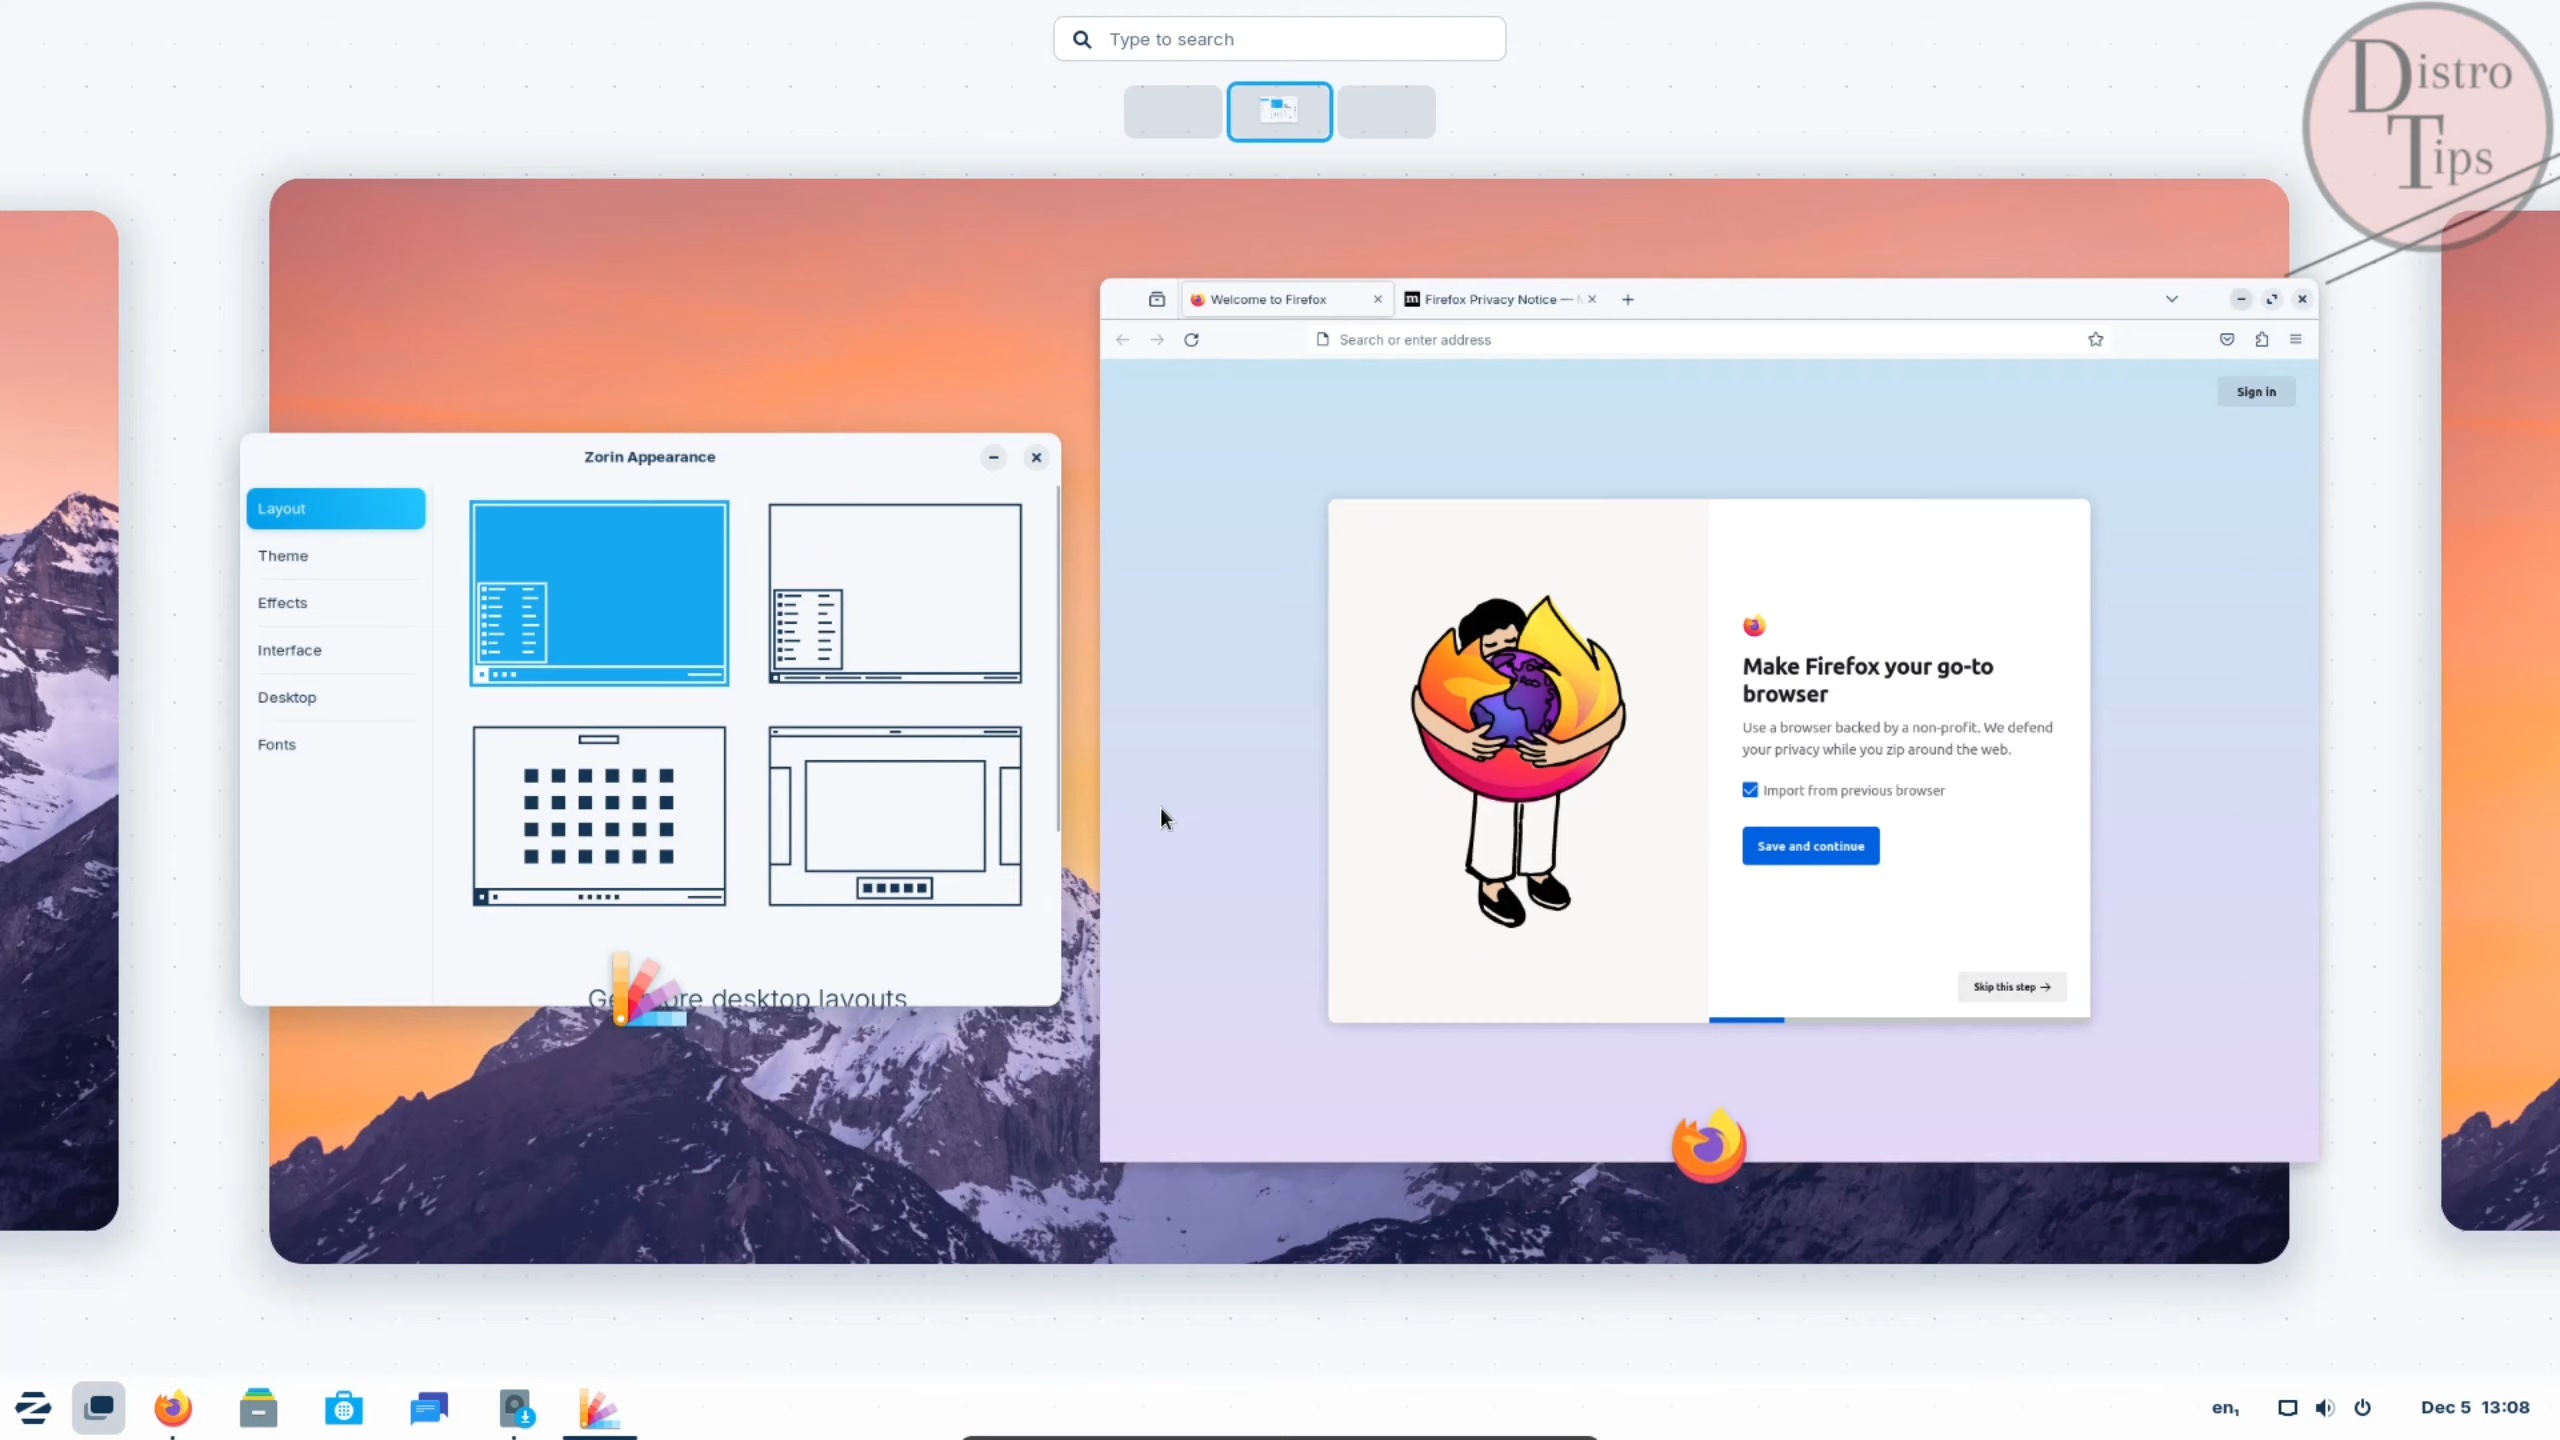 Type to search
Distro
Tips
Welcome to Firefox
Firefox Privacy Notice —
Search or enter address
Sign in
Zorin Appearance
Layout
Theme
Effects
Interface
Desktop
Fonts
desktop layouts
Make Firefox your go-to
browser
Use a browser backed by a non-profit. We defend
your privacy while you zip around the web.
Import from previous browser
Save and continue
Skip this step →
en₁
Dec 5 13:08